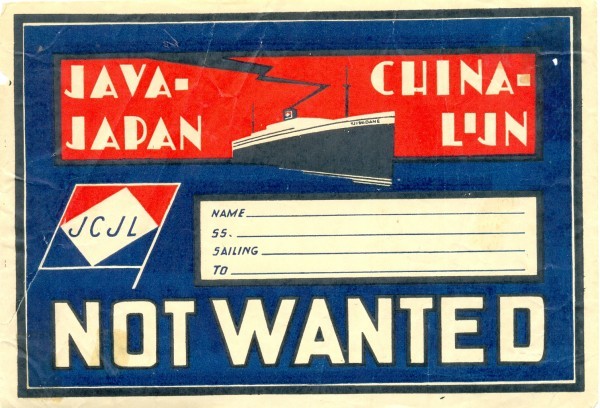 JAVA-
JAPAN
CHINA-
LIJN
JCJL
NAME
SS.
SAILING
TO
NOT WANTED